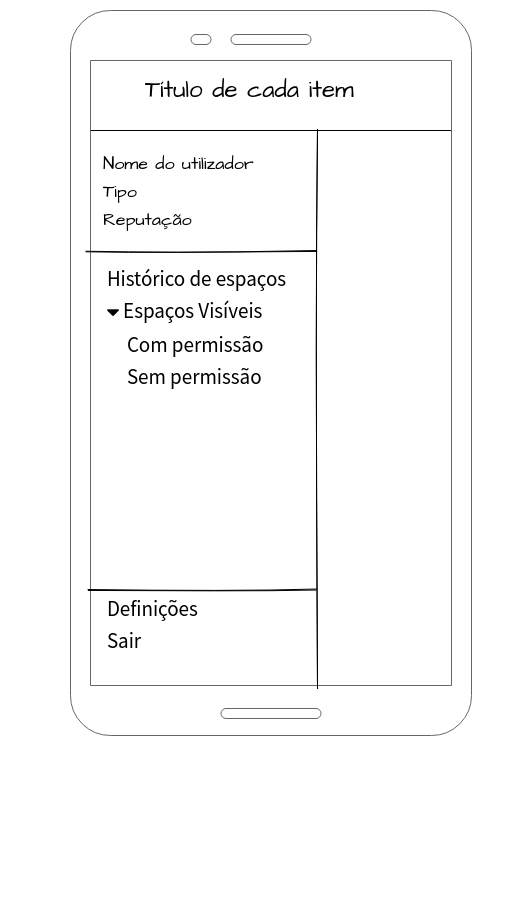 Título de cada item
Nome do utilizador
Tipo
Reputação
Histórico de espaços
Espaços Visíveis
Com permissão
Sem permissão
Definições
Sair